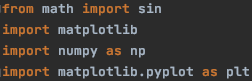 from math import sin
import matplotlib
import numpy as np
import matplotlib.pyplot as plt